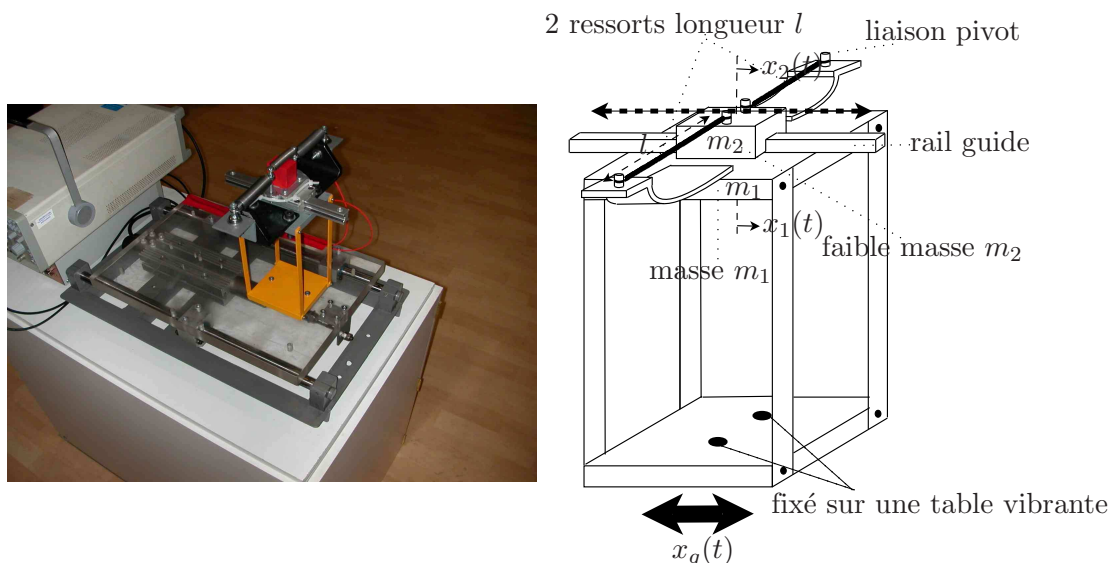 2 ressorts longueur l
liaison pivot
x₂(t)
l
m₂
rail guide
m₁
x₁(t)
faible masse m₂
masse m₁
fixé sur une table vibrante
x_g(t)